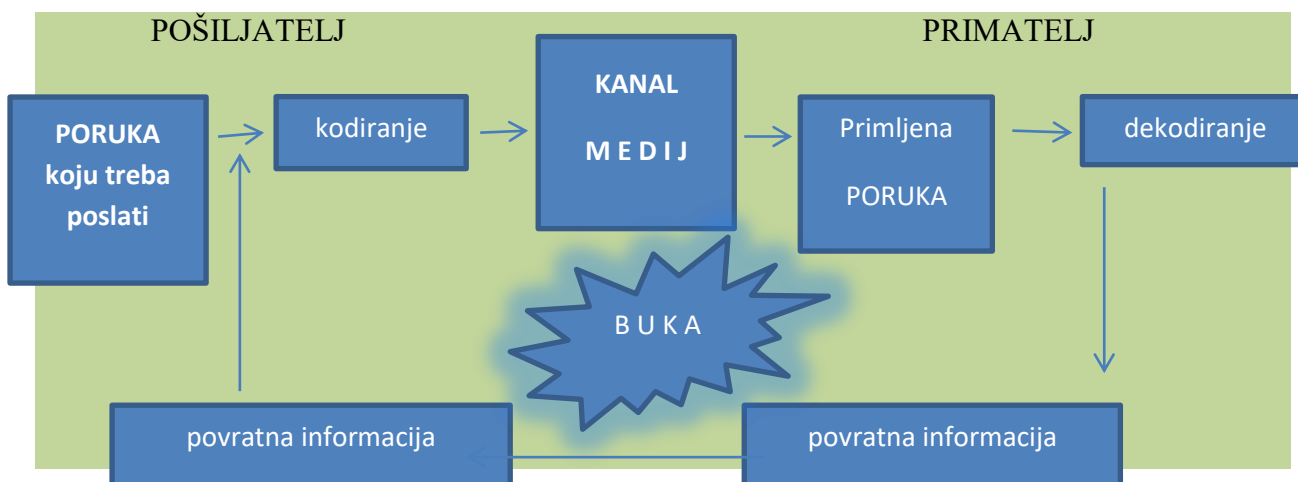 POŠILJATELJ
PRIMATELJ
PORUKA
koju treba
poslati
kodiranje
KANAL
M E D I J
Primljena
PORUKA
dekodiranje
B U K A
povratna informacija
povratna informacija